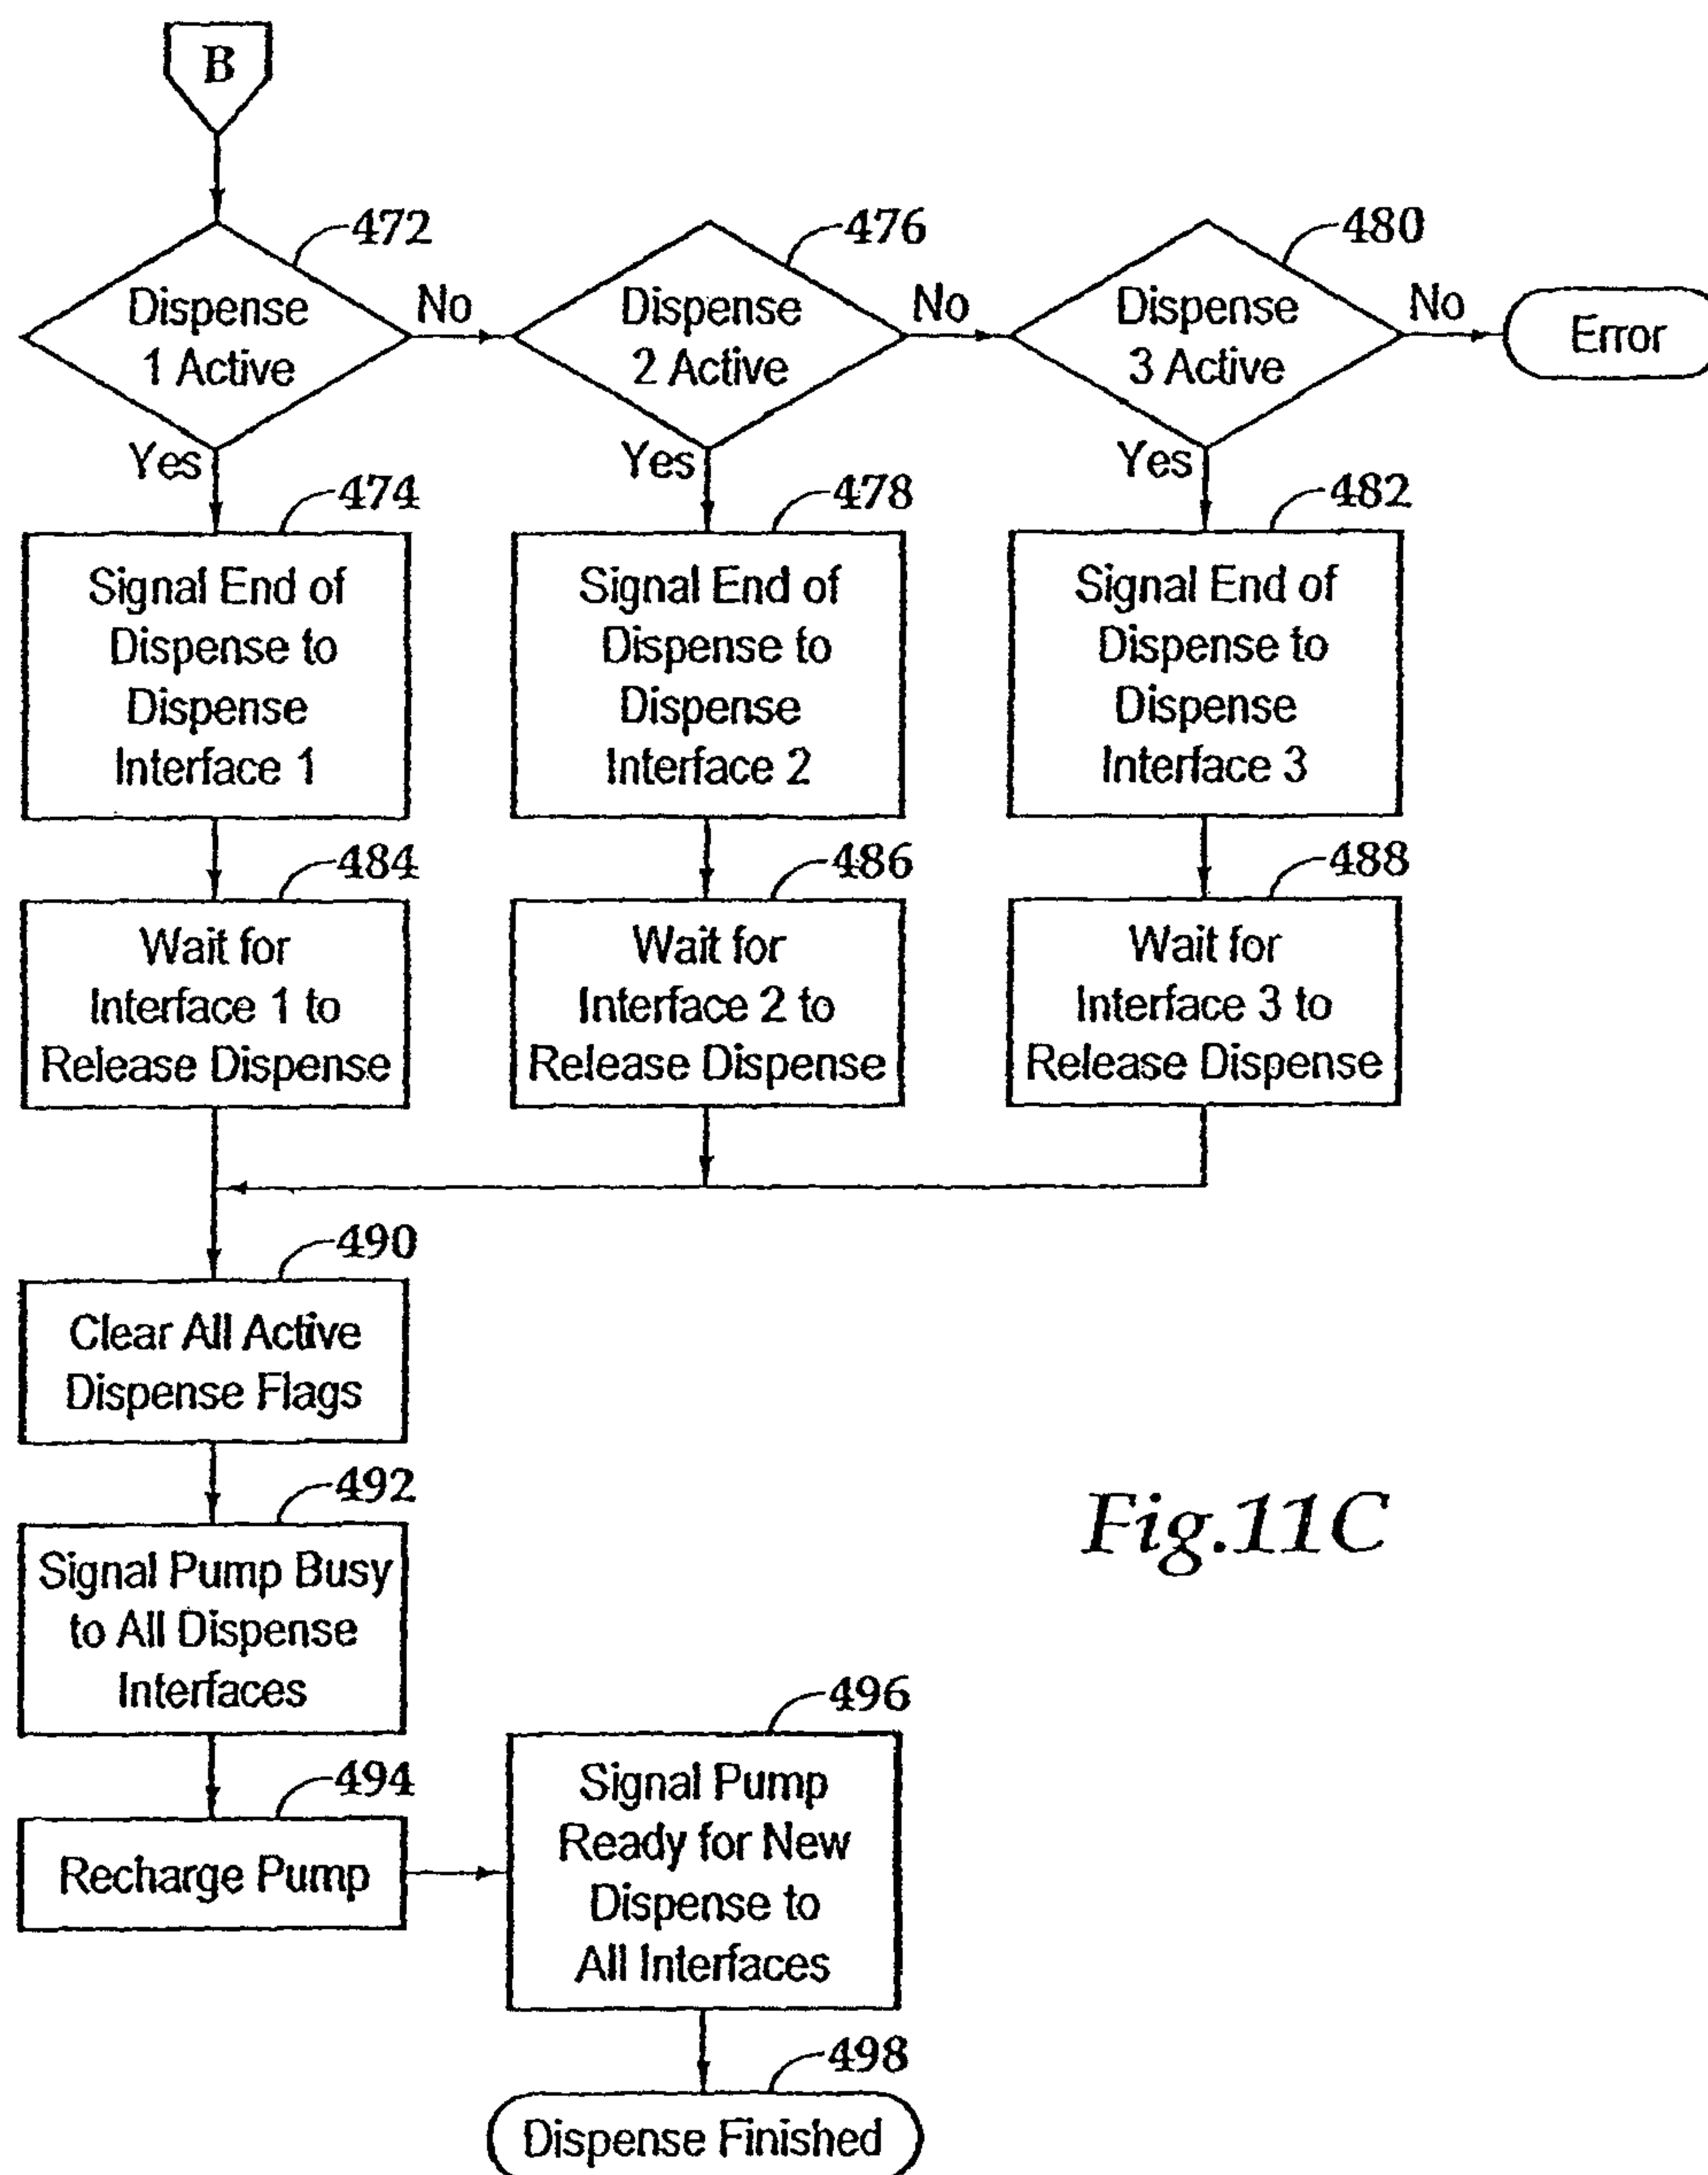 B
472
476
480
Dispense
1 Active
No
Dispense
2 Active
No
Dispense
3 Active
No
Error
Yes
Yes
Yes
474
478
482
Signal End of
Dispense to
Dispense
Interface 1
Signal End of
Dispense to
Dispense
Interface 2
Signal End of
Dispense to
Dispense
Interface 3
484
486
488
Wait for
Interface 1 to
Release Dispense
Wait for
Interface 2 to
Release Dispense
Wait for
Interface 3 to
Release Dispense
490
Clear All Active
Dispense Flags
492
Signal Pump Busy
to All Dispense
Interfaces
494
Recharge Pump
496
Signal Pump
Ready for New
Dispense to
All Interfaces
498
Dispense Finished
Fig.11C